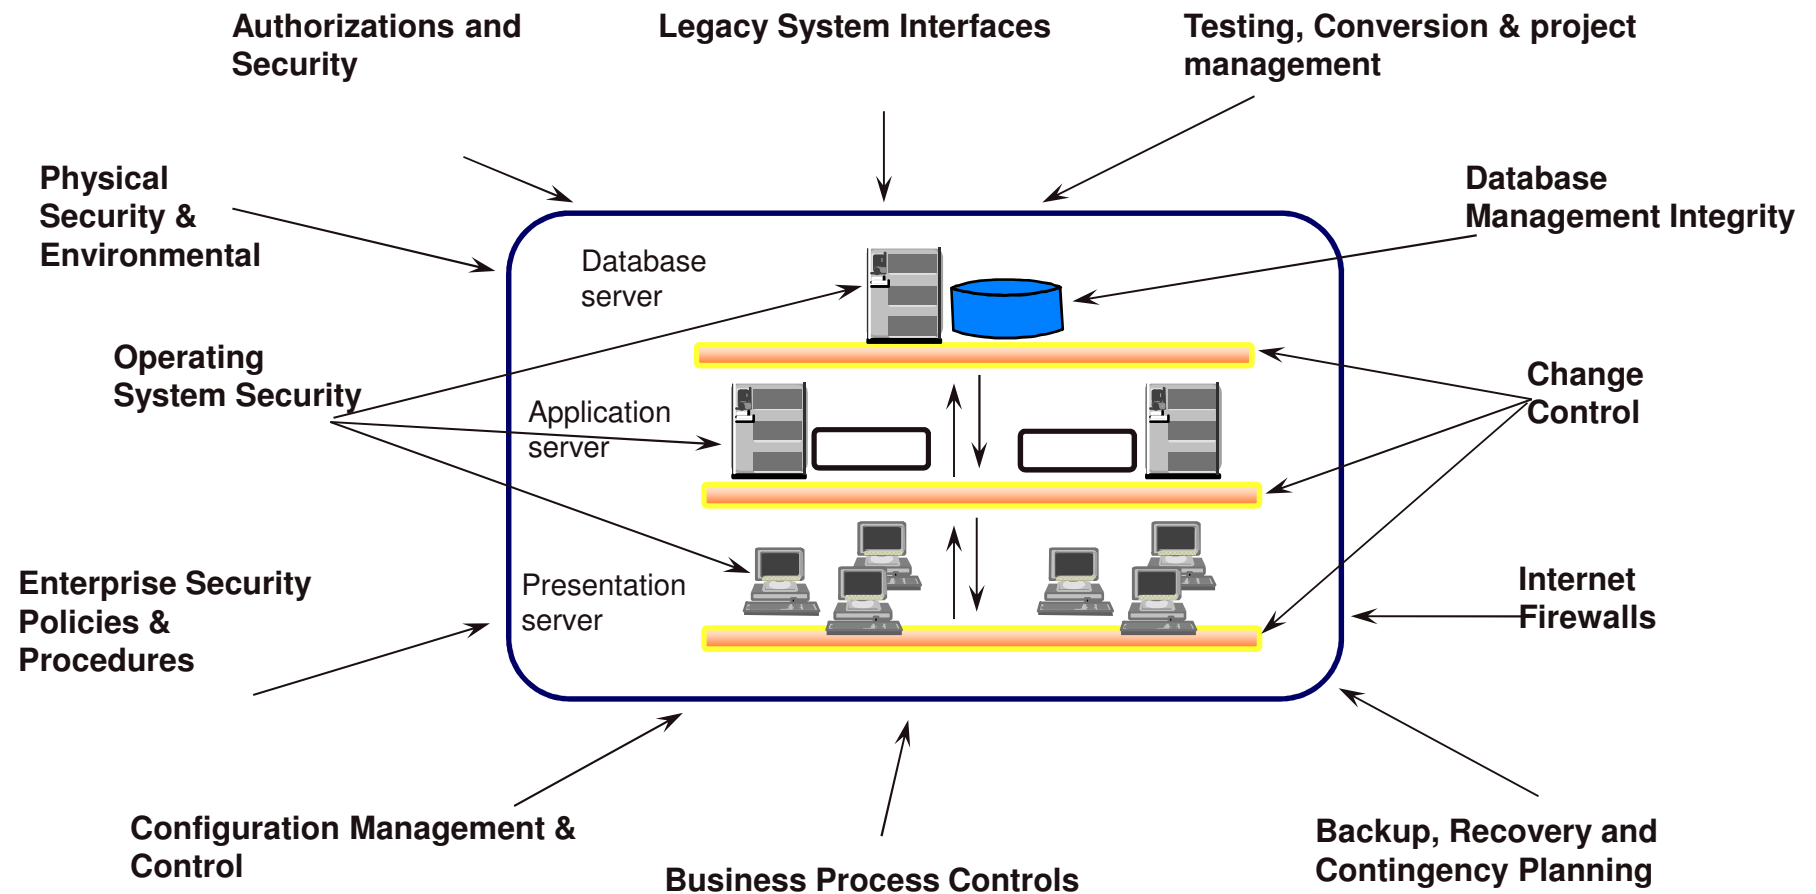 Authorizations and
Security
Legacy System Interfaces
Testing, Conversion & project
management
Physical
Security &
Environmental
Database
Management Integrity
Database
server
Operating
System Security
Change
Control
Application
server
Enterprise Security
Policies &
Procedures
Presentation
server
Internet
Firewalls
Configuration Management &
Control
Business Process Controls
Backup, Recovery and
Contingency Planning